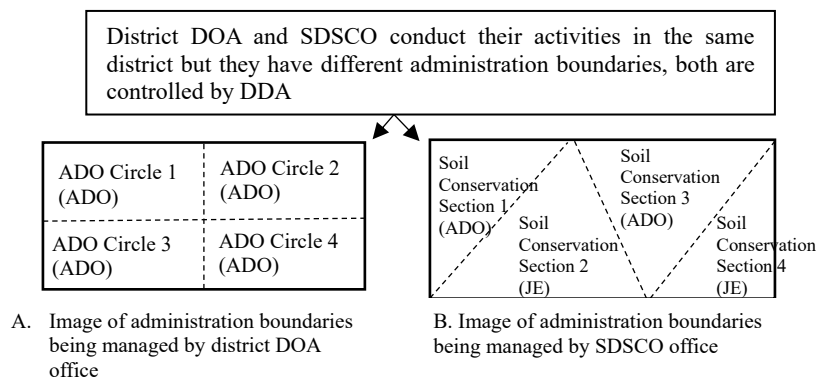 District DOA and SDSCO conduct their activities in the same
district but they have different administration boundaries, both are
controlled by DDA
ADO Circle 1
(ADO)
ADO Circle 2
(ADO)
ADO Circle 3
(ADO)
ADO Circle 4
(ADO)
Soil
Conservation
Section 1
(ADO)
Soil
Conservation
Section 2
(JE)
Soil
Conservation
Section 3
(ADO)
Soil
Conservation
Section 4
(JE)
A. Image of administration boundaries
being managed by district DOA
office
B. Image of administration boundaries
being managed by SDSCO office